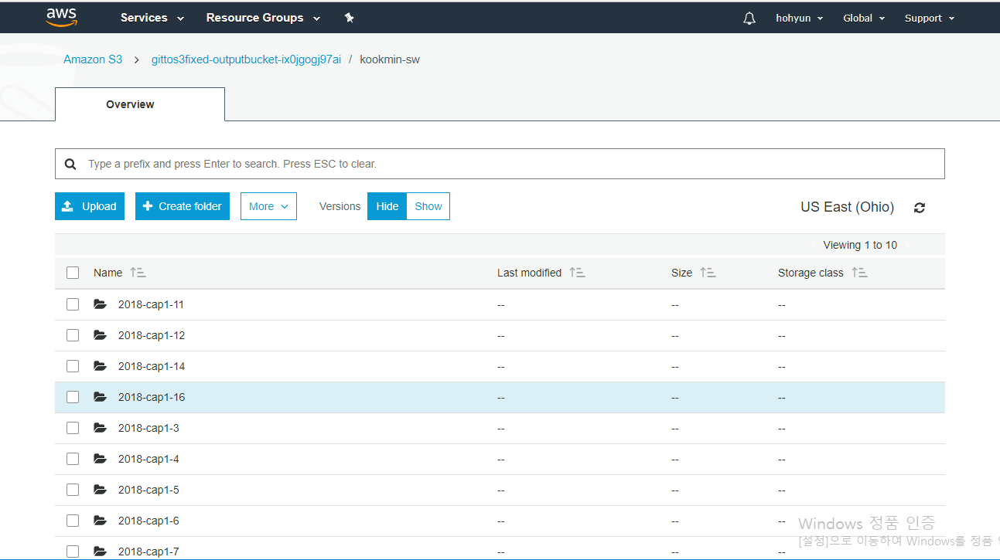 aws Services Resource Groups hohyun Global Support
Amazon S3 > gittos3fixed-outputbucket-ix0jgogj97ai / kookmin-sw
Overview
Type a prefix and press Enter to search. Press ESC to clear.
Upload + Create folder More Versions Hide Show US East (Ohio)
Viewing 1 to 10
Name Last modified Size Storage class
2018-cap1-11 -- -- --
2018-cap1-12 -- -- --
2018-cap1-14 -- -- --
2018-cap1-16 -- -- --
2018-cap1-3 -- -- --
2018-cap1-4 -- -- --
2018-cap1-5 -- -- --
2018-cap1-6 -- -- --
2018-cap1-7 -- -- --
Windows 정품 인증
[설정]으로 이동하여 Windows를 정품